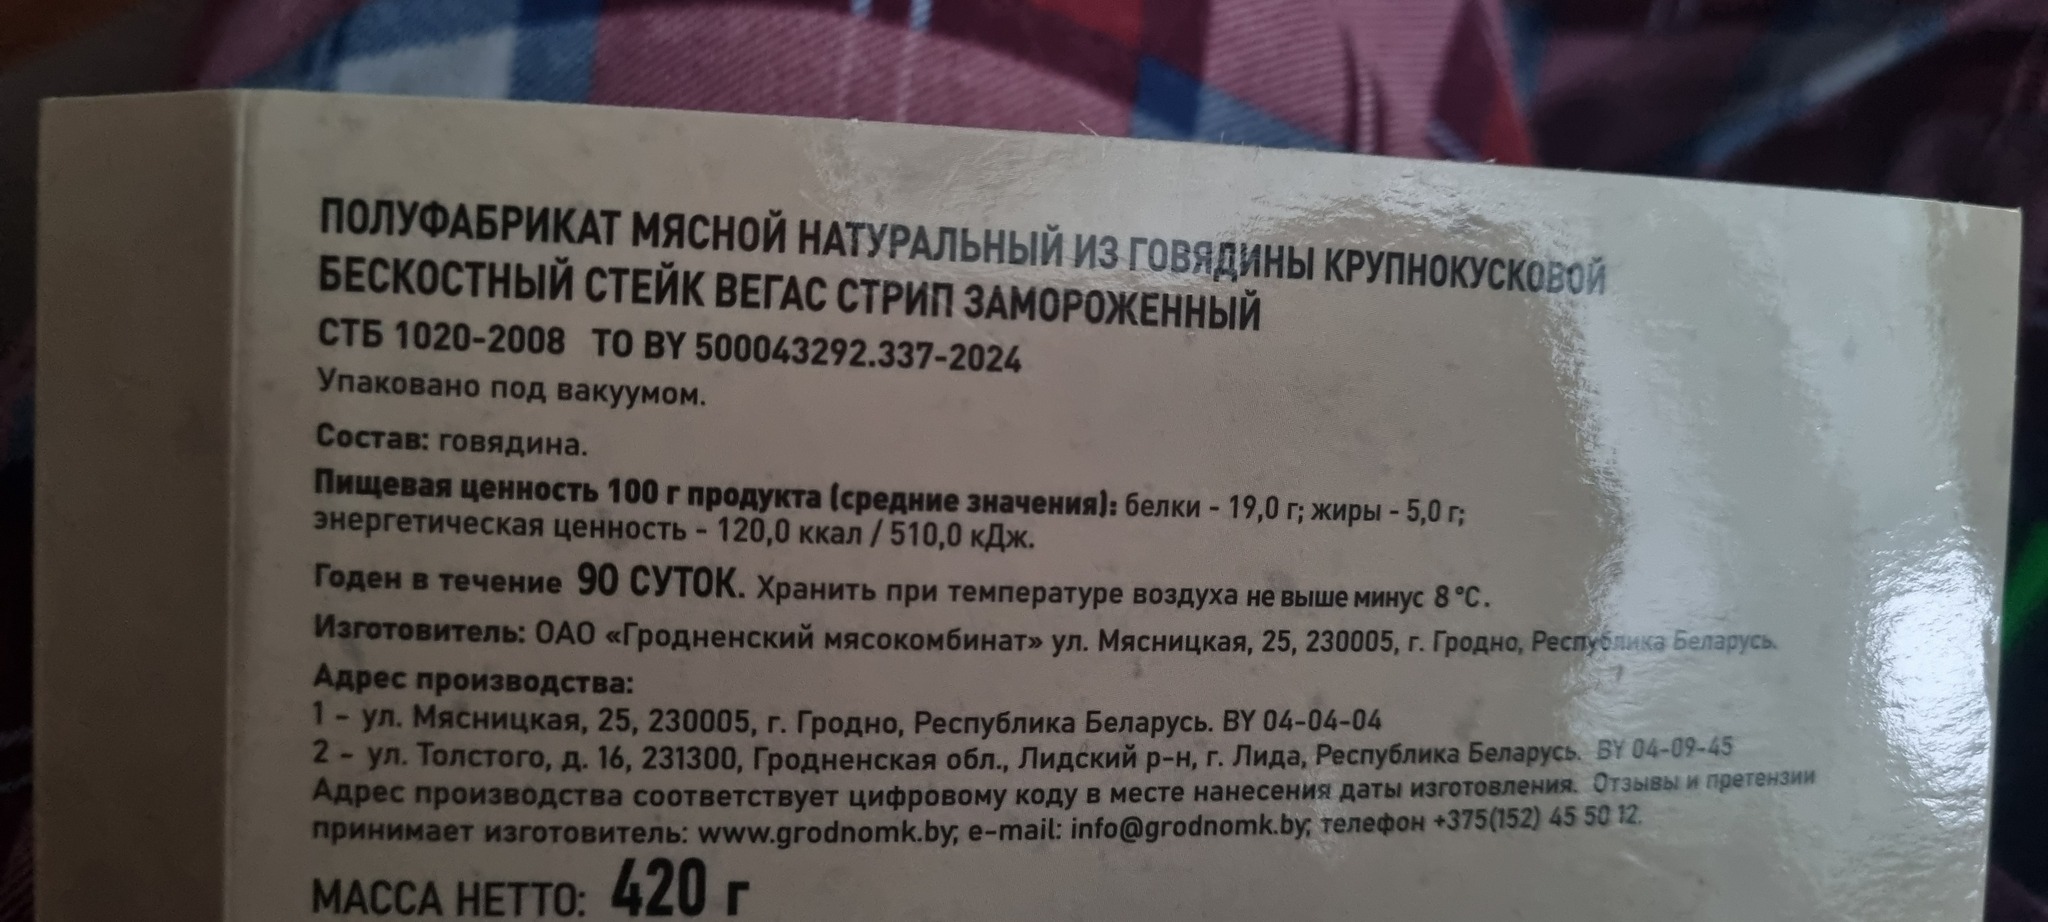 ПОЛУФАБРИКАТ МЯСНОЙ НАТУРАЛЬНЫЙ ИЗ ГОВЯДИНЫ КРУПНОКУСКОВОЙ
БЕСКОСТНЫЙ СТЕЙК ВЕГАС СТРИП ЗАМОРОЖЕННЫЙ
СТБ 1020-2008 ТО BY 500043292.337-2024
Упаковано под вакуумом.
Состав: говядина.
Пищевая ценность 100 г продукта (средние значения): белки - 19,0 г; жиры - 5,0 г;
энергетическая ценность - 120,0 ккал / 510,0 кДж.
Годен в течение 90 СУТОК. Хранить при температуре воздуха не выше минус 8 °С.
Изготовитель: ОАО «Гродненский мясокомбинат» ул. Мясницкая, 25, 230005, г. Гродно, Республика Беларусь.
Адрес производства:
1 - ул. Мясницкая, 25, 230005, г. Гродно, Республика Беларусь. BY 04-04-04
2 - ул. Толстого, д. 16, 231300, Гродненская обл., Лидский р-н, г. Лида, Республика Беларусь. BY 04-09-45
Адрес производства соответствует цифровому коду в месте нанесения даты изготовления. Отзывы и претензии
принимает изготовитель: www.grodnomk.by; e-mail: info@grodnomk.by; телефон +375(152) 45 50 12.
МАССА НЕТТО: 420 г